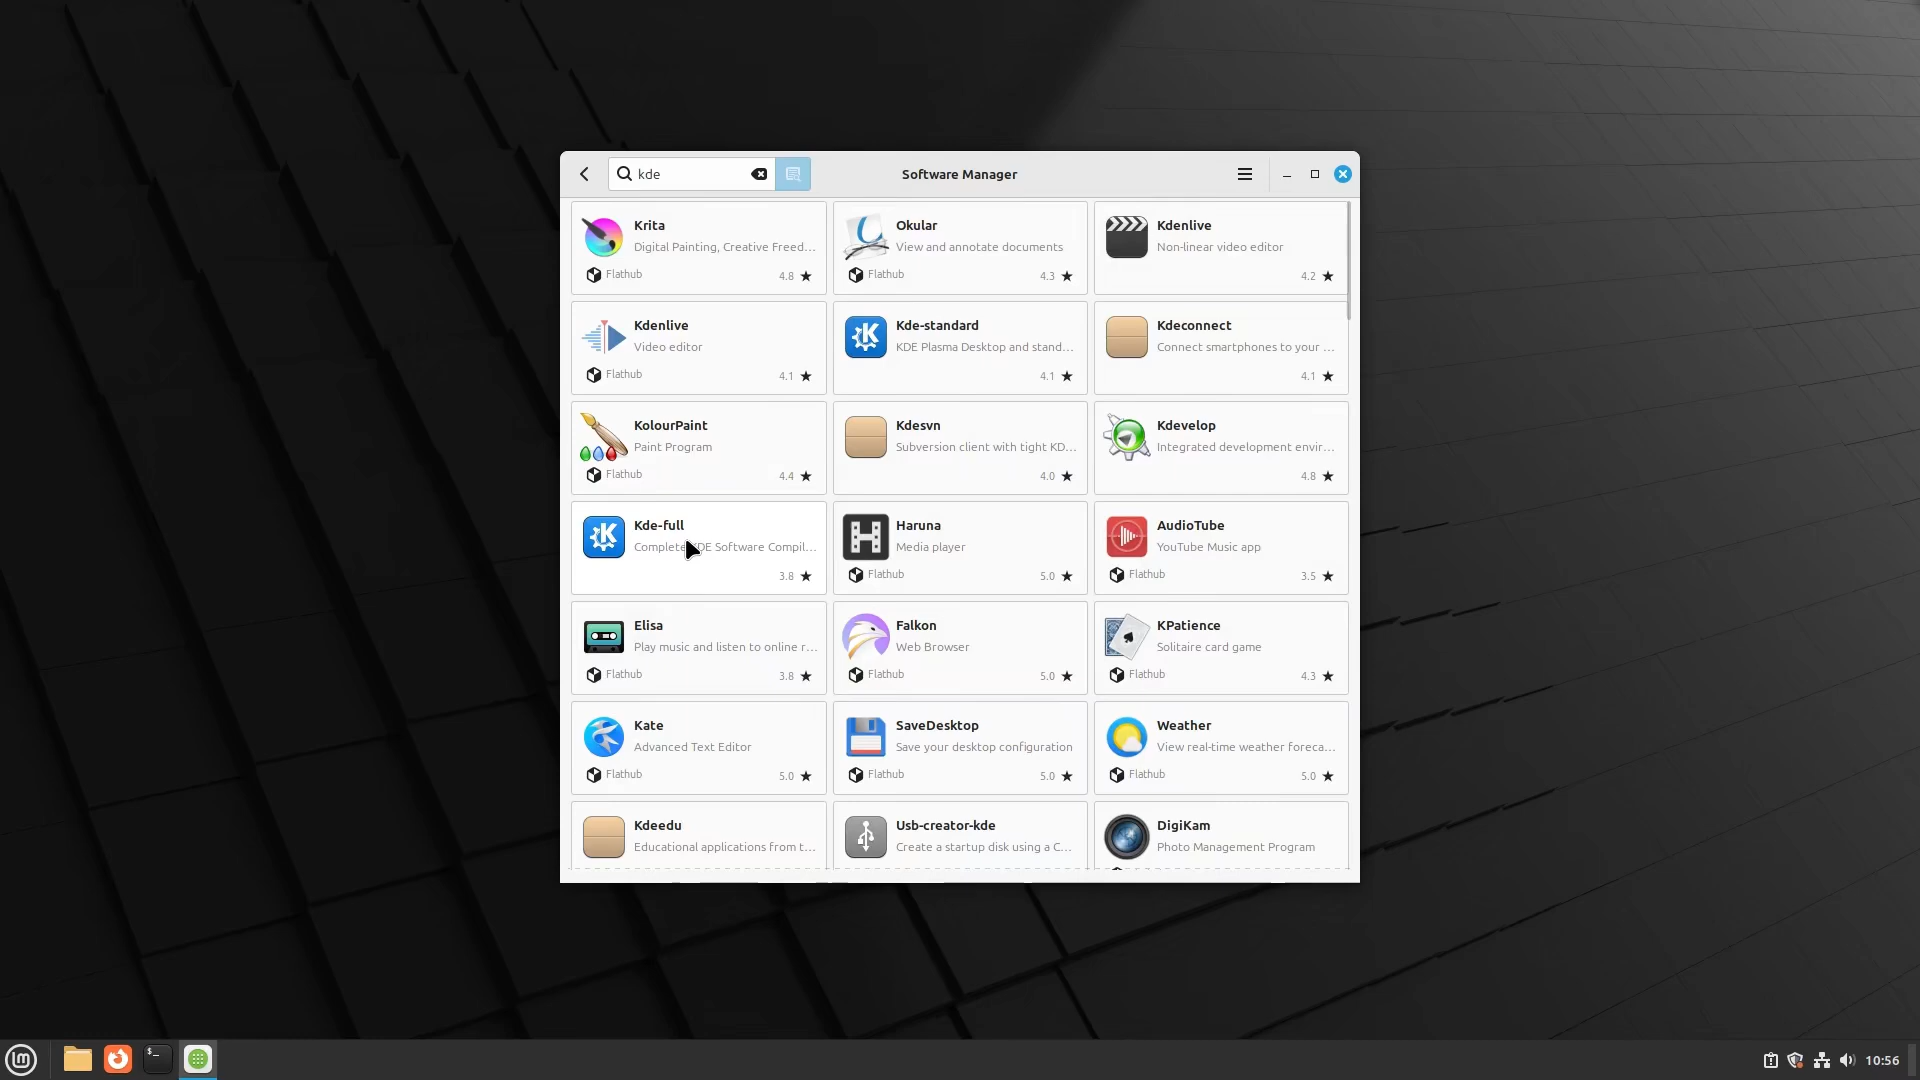 kde
Software Manager
Krita
Digital Painting, Creative Freed...
Flathub
4.8 ★
Okular
View and annotate documents
Flathub
4.3 ★
Kdenlive
Non-linear video editor
4.2 ★
Kdenlive
Video editor
Flathub
4.1 ★
Kde-standard
KDE Plasma Desktop and stand...
4.1 ★
Kdeconnect
Connect smartphones to your ...
4.1 ★
KolourPaint
Paint Program
Flathub
4.4 ★
Kdesvn
Subversion client with tight KD...
4.0 ★
Kdevelop
Integrated development envir...
4.8 ★
Kde-full
Complete KDE Software Compil...
3.8 ★
Haruna
Media player
Flathub
5.0 ★
AudioTube
YouTube Music app
Flathub
3.5 ★
Elisa
Play music and listen to online r...
Flathub
3.8 ★
Falkon
Web Browser
Flathub
5.0 ★
KPatience
Solitaire card game
Flathub
4.3 ★
Kate
Advanced Text Editor
Flathub
5.0 ★
SaveDesktop
Save your desktop configuration
Flathub
5.0 ★
Weather
View real-time weather foreca...
Flathub
5.0 ★
Kdeedu
Educational applications from t...
Usb-creator-kde
Create a startup disk using a C...
DigiKam
Photo Management Program
10:56